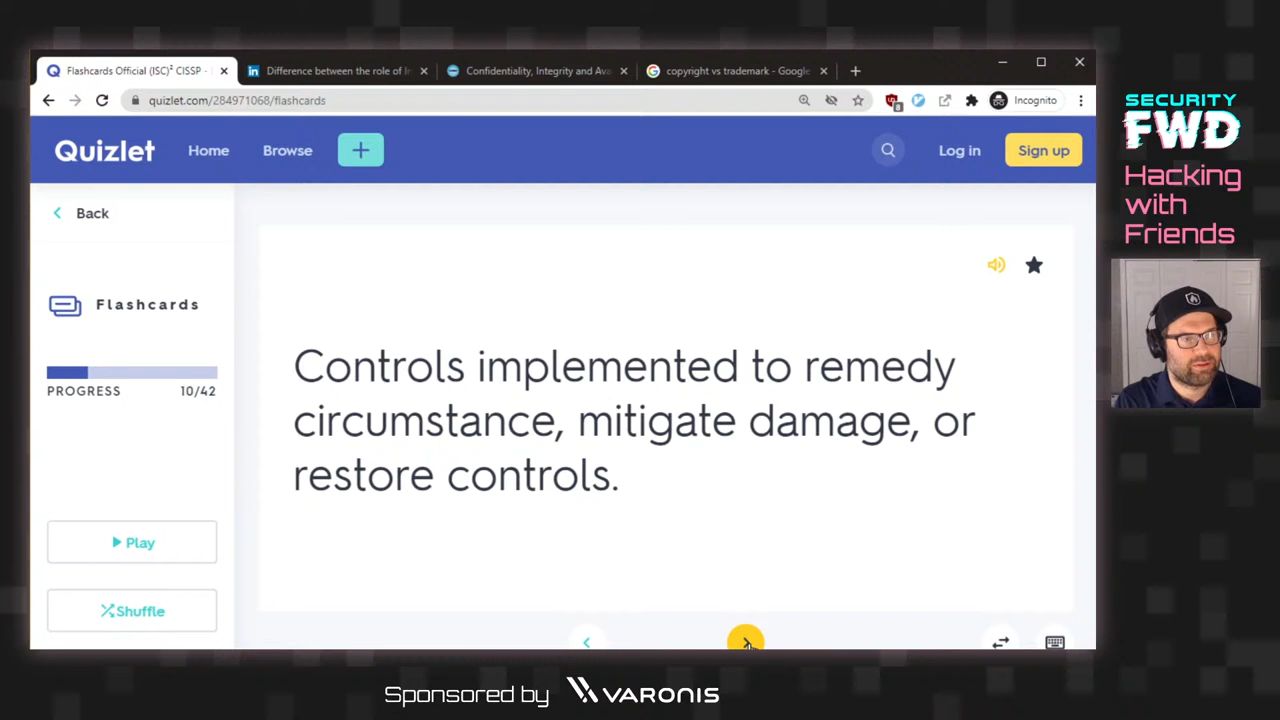 Flashcards Official (ISC)² CISSP -
Difference between the role of I
Confidentiality, Integrity and Ava
copyright vs trademark - Google
quizlet.com/284971068/flashcards
8
Incognito
Quizlet
Home
Browse
Log in
Sign up
Back
Flashcards
PROGRESS
10/42
Play
Shuffle
Controls implemented to remedy
circumstance, mitigate damage, or
restore controls.
SECURITY
FWD
Hacking
with
Friends
Sponsored by
VARONIS